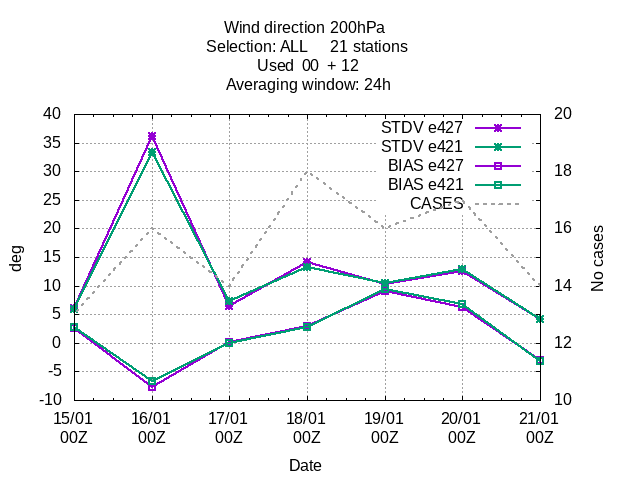 Wind direction 200hPa
Selection: ALL     21 stations
Used  00  + 12
Averaging window: 24h
40
35
30
25
20
15
10
5
0
-5
-10
deg
STDV e427
STDV e421
BIAS e427
BIAS e421
CASES
20
18
16
14
12
10
No cases
15/01 16/01 17/01 18/01 19/01 20/01 21/01
00Z 00Z 00Z 00Z 00Z 00Z 00Z
Date